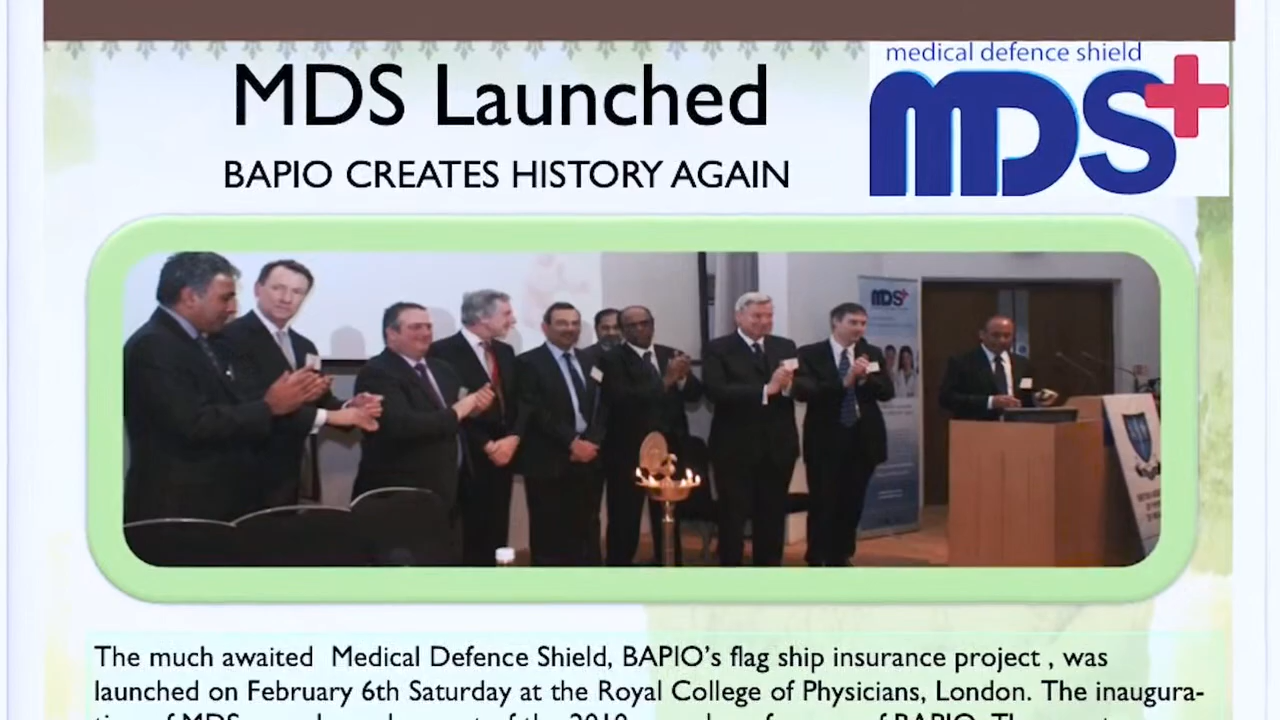 medical defence shield
MDS+
MDS Launched
BAPIO CREATES HISTORY AGAIN
MDS+
The much awaited Medical Defence Shield, BAPIO's flag ship insurance project , was
launched on February 6th Saturday at the Royal College of Physicians, London. The inaugura-